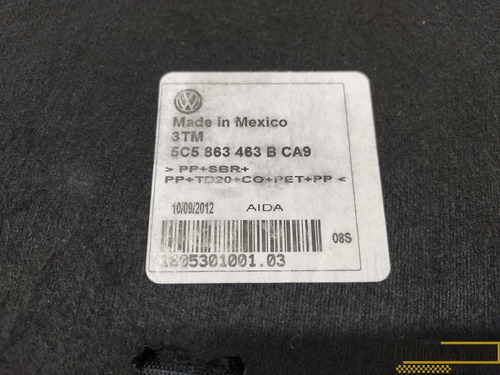 Made in Mexico
3TM
5C5 863 463 B CA9
> PP+SBR+
PP+TD20+CO+PET+PP <
10/09/2012 AIDA
08S
1805301001.03